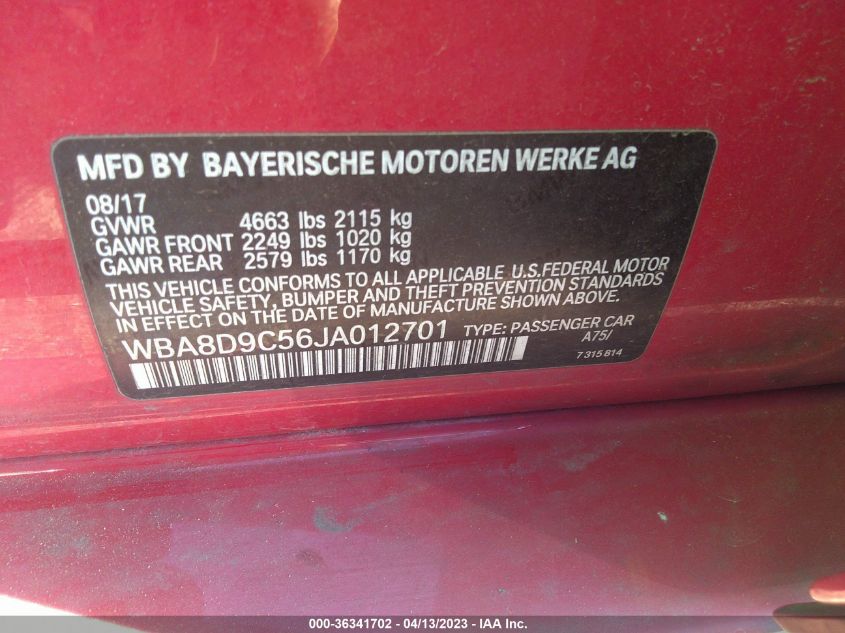 MFD BY BAYERISCHE MOTOREN WERKE AG
08/17
GVWR 4663 lbs 2115 kg
GAWR FRONT 2249 lbs 1020 kg
GAWR REAR 2579 lbs 1170 kg
THIS VEHICLE CONFORMS TO ALL APPLICABLE U.S.FEDERAL MOTOR
VEHICLE SAFETY, BUMPER AND THEFT PREVENTION STANDARDS
IN EFFECT ON THE DATE OF MANUFACTURE SHOWN ABOVE.
WBA8D9C56JA012701 TYPE: PASSENGER CAR
A75/
7 315 814
000-36341702 - 04/13/2023 - IAA Inc.